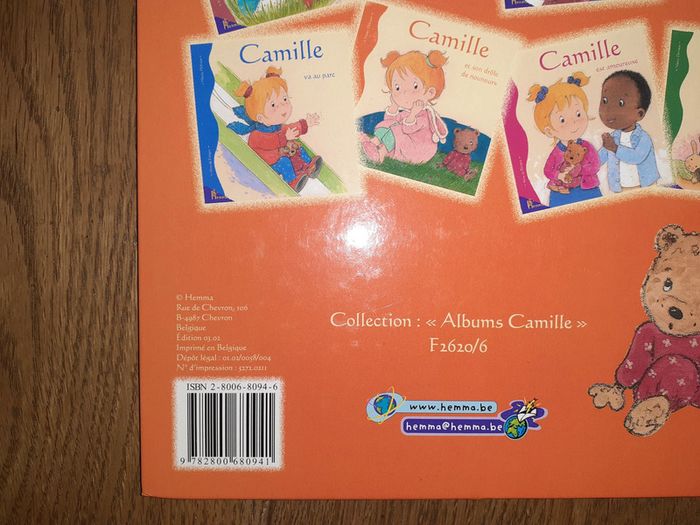 Camille
va au parc
Camille
et son drôle
de nounours
Camille
est amoureuse
© Hemma
Rue de Chevron, 106
B-4987 Chevron
Belgique
Édition 03.02
Imprimé en Belgique
Dépôt légal : 01.02/0058/004
N° d'impression : 5272.0211
Collection : « Albums Camille »
F2620/6
ISBN 2-8006-8094-6
9 782800 680941
www.hemma.be
hemma@hemma.be